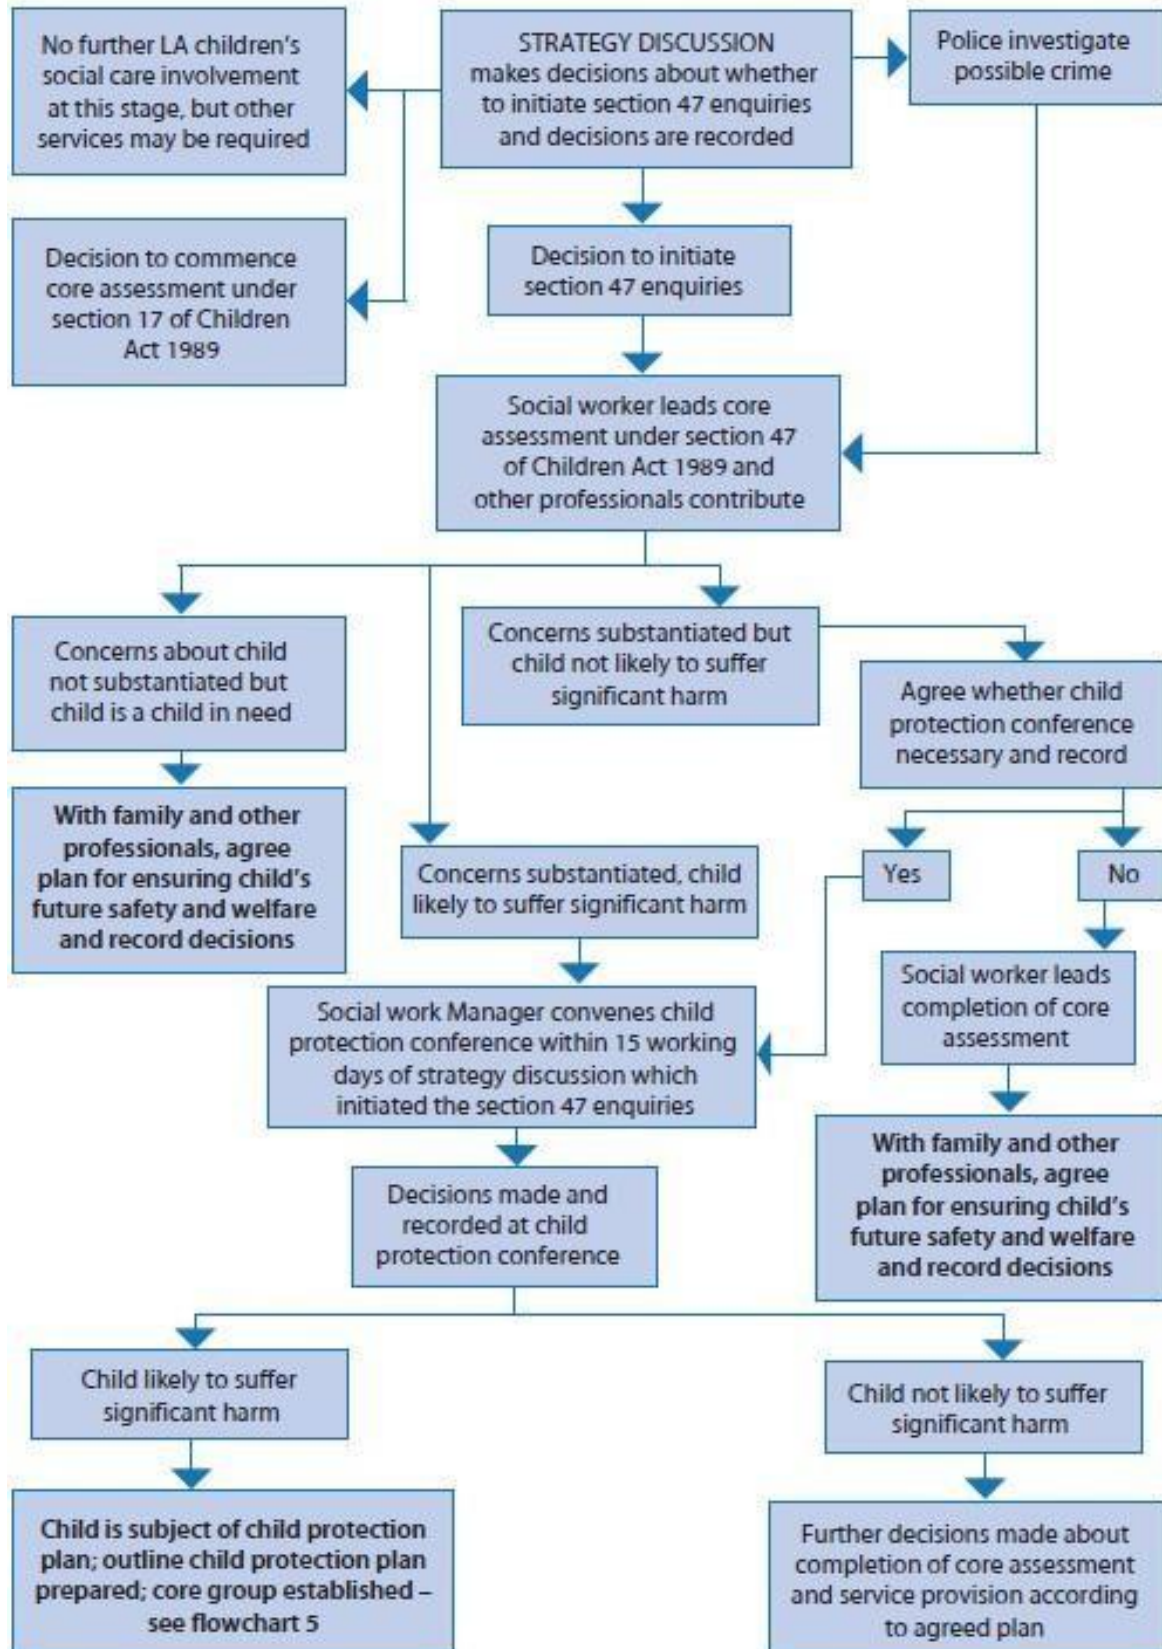 No further LA children's
social care involvement
at this stage, but other
services may be required
STRATEGY DISCUSSION
makes decisions about whether
to initiate section 47 enquiries
and decisions are recorded
Police investigate
possible crime
Decision to commence
core assessment under
section 17 of Children
Act 1989
Decision to initiate
section 47 enquiries
Social worker leads core
assessment under section 47
of Children Act 1989 and
other professionals contribute
Concerns about child
not substantiated but
child is a child in need
Concerns substantiated but
child not likely to suffer
significant harm
Agree whether child
protection conference
necessary and record
With family and other
professionals, agree
plan for ensuring child's
future safety and welfare
and record decisions
Concerns substantiated, child
likely to suffer significant harm
Yes
No
Social worker leads
completion of core
assessment
Social work Manager convenes child
protection conference within 15 working
days of strategy discussion which
initiated the section 47 enquiries
With family and other
professionals, agree
plan for ensuring child's
future safety and welfare
and record decisions
Decisions made and
recorded at child
protection conference
Child likely to suffer
significant harm
Child not likely to suffer
significant harm
Child is subject of child protection
plan; outline child protection plan
prepared; core group established –
see flowchart 5
Further decisions made about
completion of core assessment
and service provision according
to agreed plan